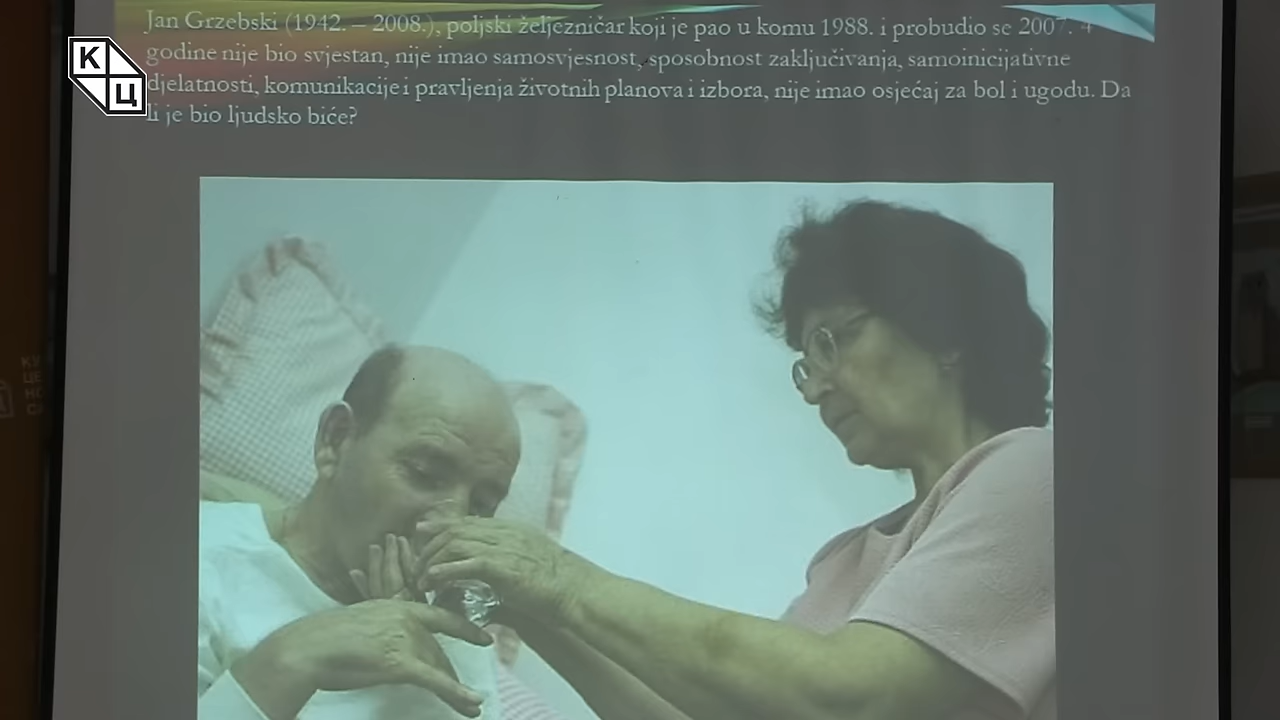 Jan Grzebski (1942. – 2008.), poljski željezničar koji je pao u komu 1988. i probudio se 2007. 4
godine nije bio svjestan, nije imao samosvjesnost, sposobnost zaključivanja, samoinicijativne
djelatnosti, komunikacije i pravljenja životnih planova i izbora, nije imao osjećaj za bol i ugodu. Da
li je bio ljudsko biće?
К
Ц